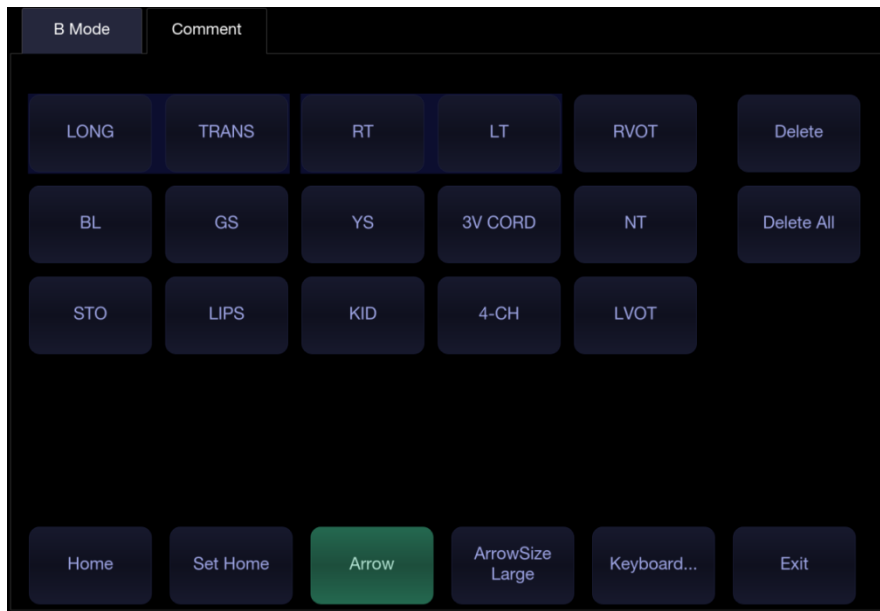 B Mode Comment
LONG TRANS RT LT RVOT Delete
BL GS YS 3V CORD NT Delete All
STO LIPS KID 4-CH LVOT
Home Set Home Arrow ArrowSize Large Keyboard... Exit